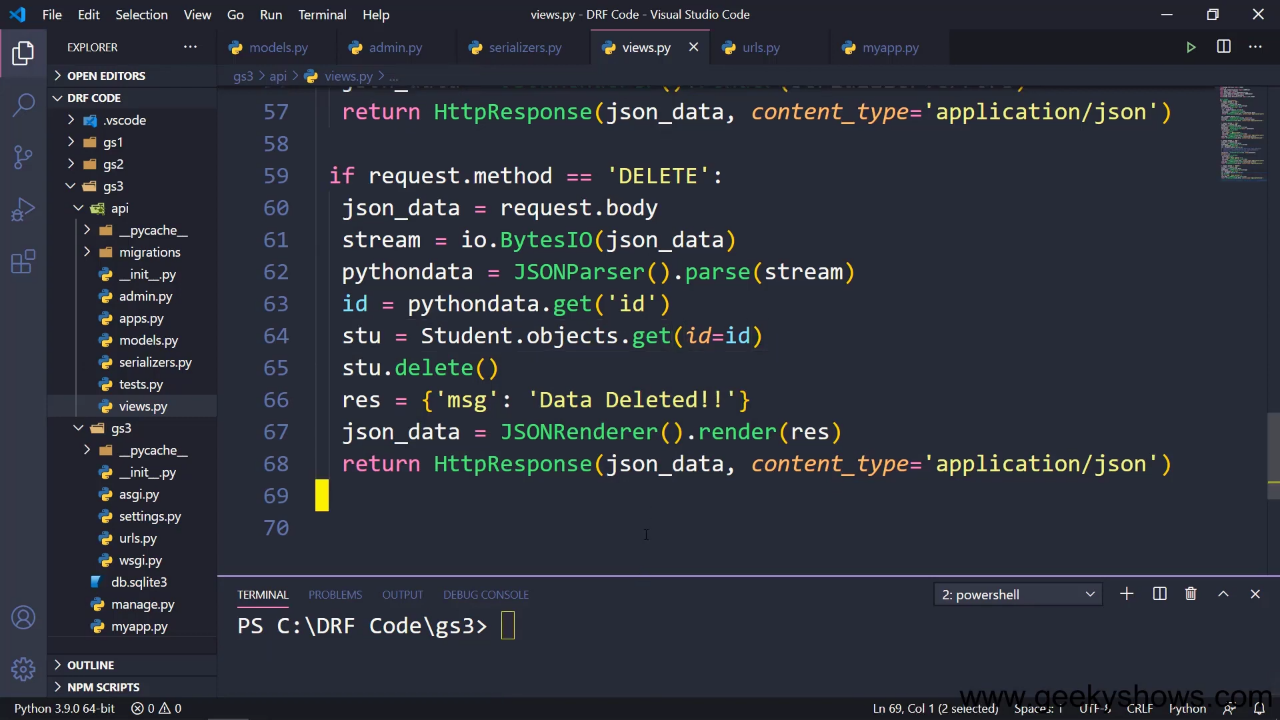 File Edit Selection View Go Run Terminal Help views.py - DRF Code - Visual Studio Code
EXPLORER ··· models.py admin.py serializers.py views.py urls.py myapp.py
OPEN EDITORS
gs3 > api > views.py > ...
DRF CODE
.vscode
gs1
gs2
gs3
api
__pycache__
migrations
__init__.py
admin.py
apps.py
models.py
serializers.py
tests.py
views.py
gs3
__pycache__
__init__.py
asgi.py
settings.py
urls.py
wsgi.py
db.sqlite3
manage.py
myapp.py
OUTLINE
NPM SCRIPTS
57 return HttpResponse(json_data, content_type='application/json')
58
59 if request.method == 'DELETE':
60 json_data = request.body
61 stream = io.BytesIO(json_data)
62 pythondata = JSONParser().parse(stream)
63 id = pythondata.get('id')
64 stu = Student.objects.get(id=id)
65 stu.delete()
66 res = {'msg': 'Data Deleted!!'}
67 json_data = JSONRenderer().render(res)
68 return HttpResponse(json_data, content_type='application/json')
69
70
TERMINAL PROBLEMS OUTPUT DEBUG CONSOLE 2: powershell
PS C:\DRF Code\gs3>
www.geekyshows.com
Python 3.9.0 64-bit 0 0 Ln 69, Col 1 (2 selected) Spaces: 1 UTF-8 CRLF Python